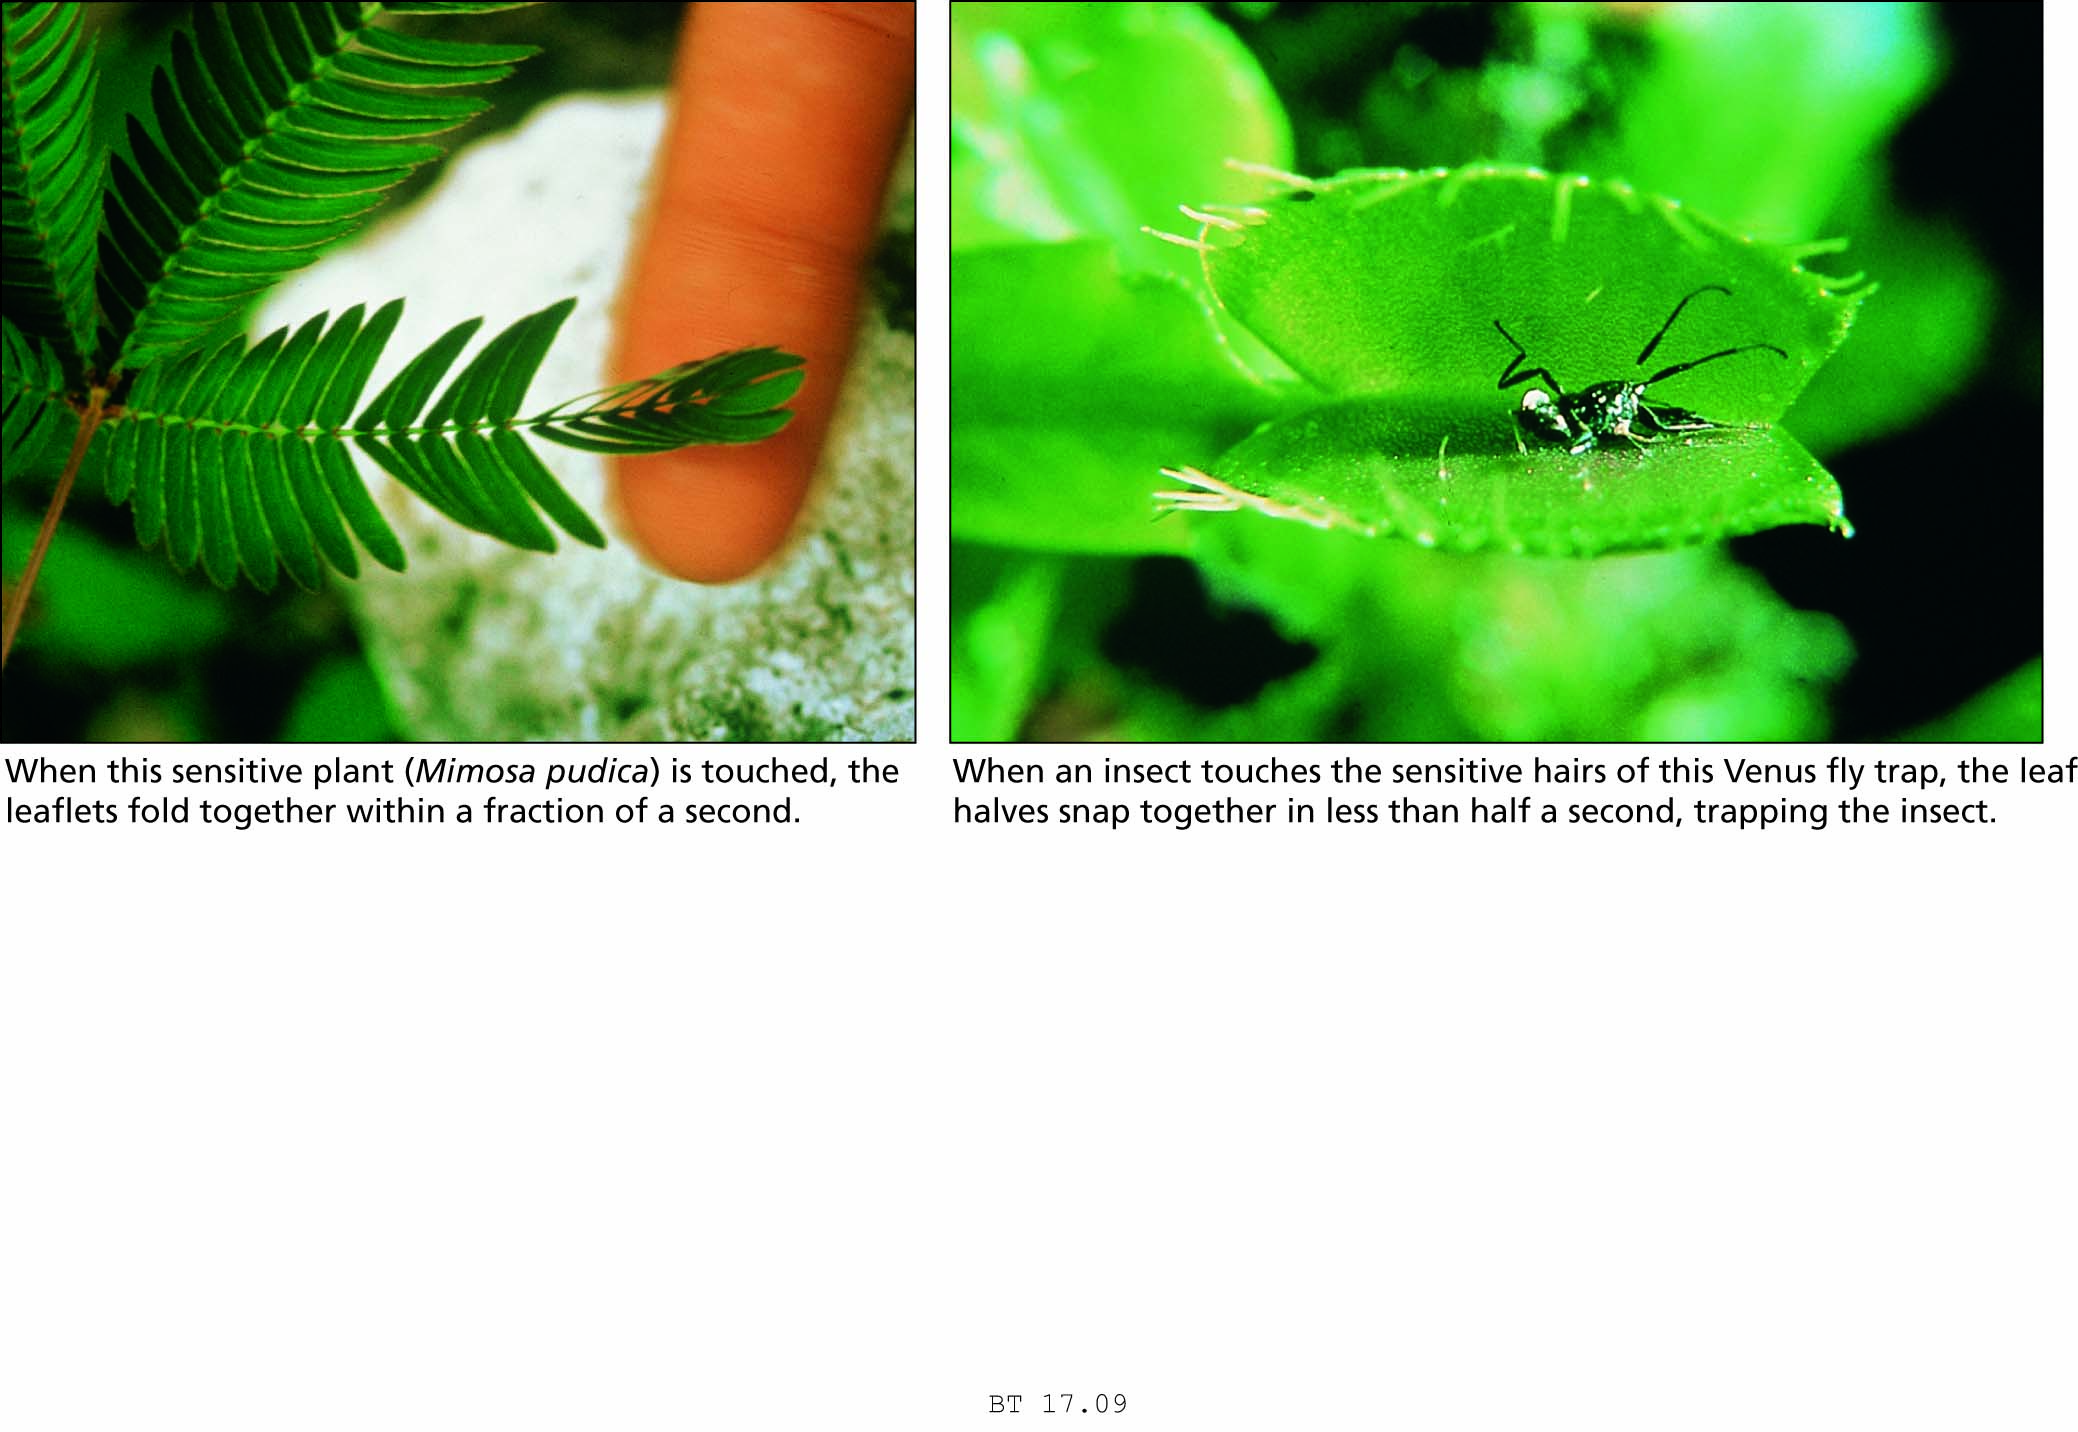 When this sensitive plant (Mimosa pudica) is touched, the
leaflets fold together within a fraction of a second.
When an insect touches the sensitive hairs of this Venus fly trap, the leaf
halves snap together in less than half a second, trapping the insect.
BT 17.09